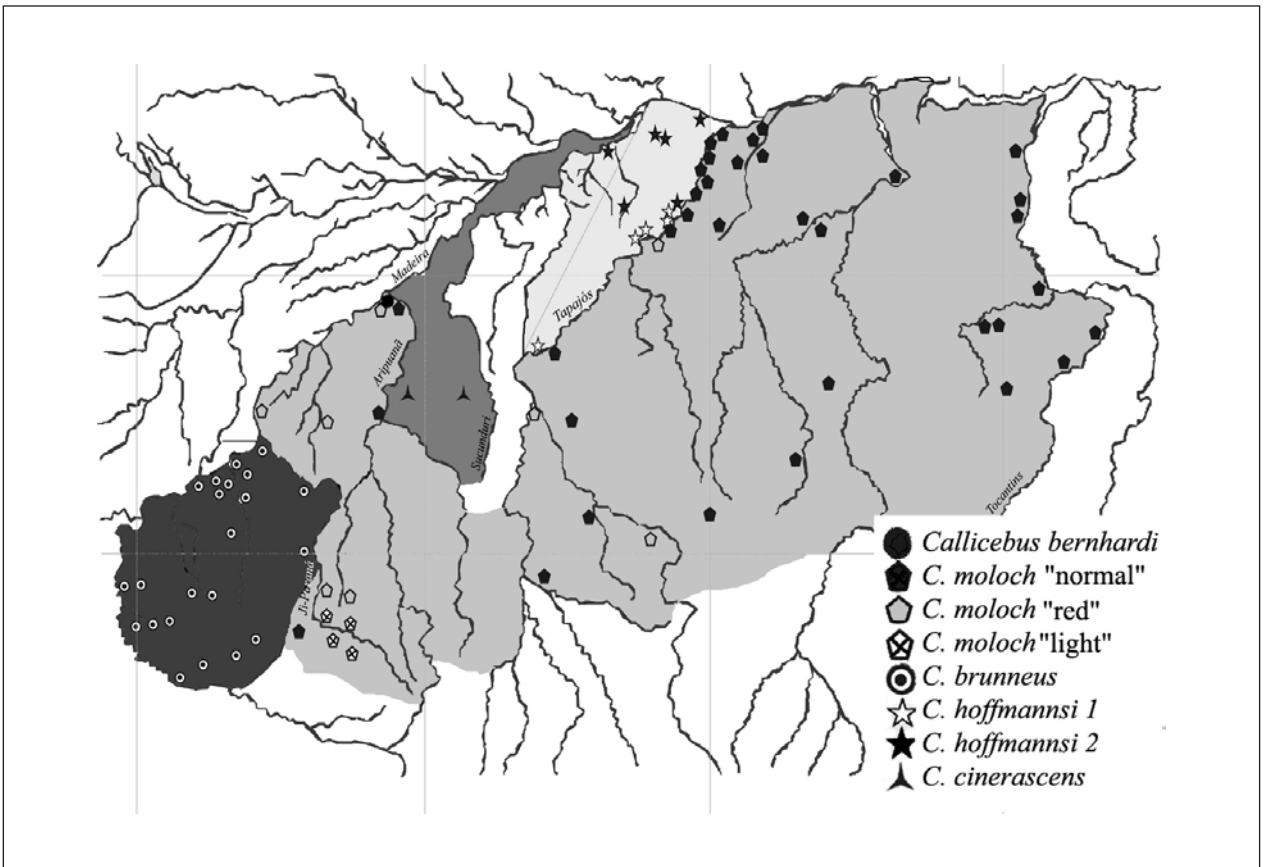 Madeira
Tapajós
Aripuanã
Sucunduri
Tocantins
Ji-Paraná
Callicebus bernhardi
C. moloch "normal"
C. moloch "red"
C. moloch "light"
C. brunneus
C. hoffmannsi 1
C. hoffmannsi 2
C. cinerascens